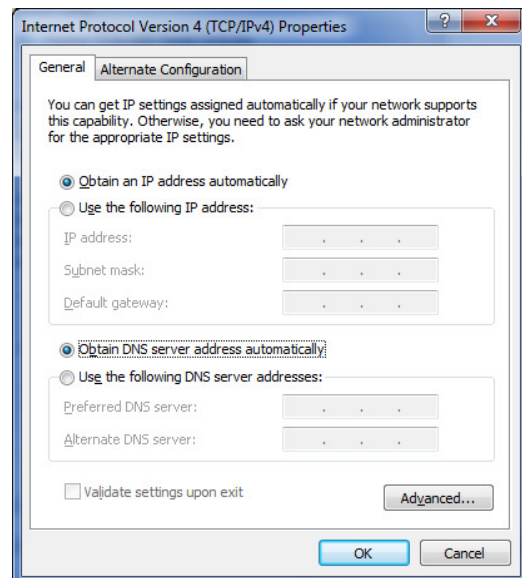 Internet Protocol Version 4 (TCP/IPv4) Properties
General
Alternate Configuration
You can get IP settings assigned automatically if your network supports
this capability. Otherwise, you need to ask your network administrator
for the appropriate IP settings.
Obtain an IP address automatically
Use the following IP address:
IP address:
Subnet mask:
Default gateway:
Obtain DNS server address automatically
Use the following DNS server addresses:
Preferred DNS server:
Alternate DNS server:
Validate settings upon exit
Advanced...
OK
Cancel